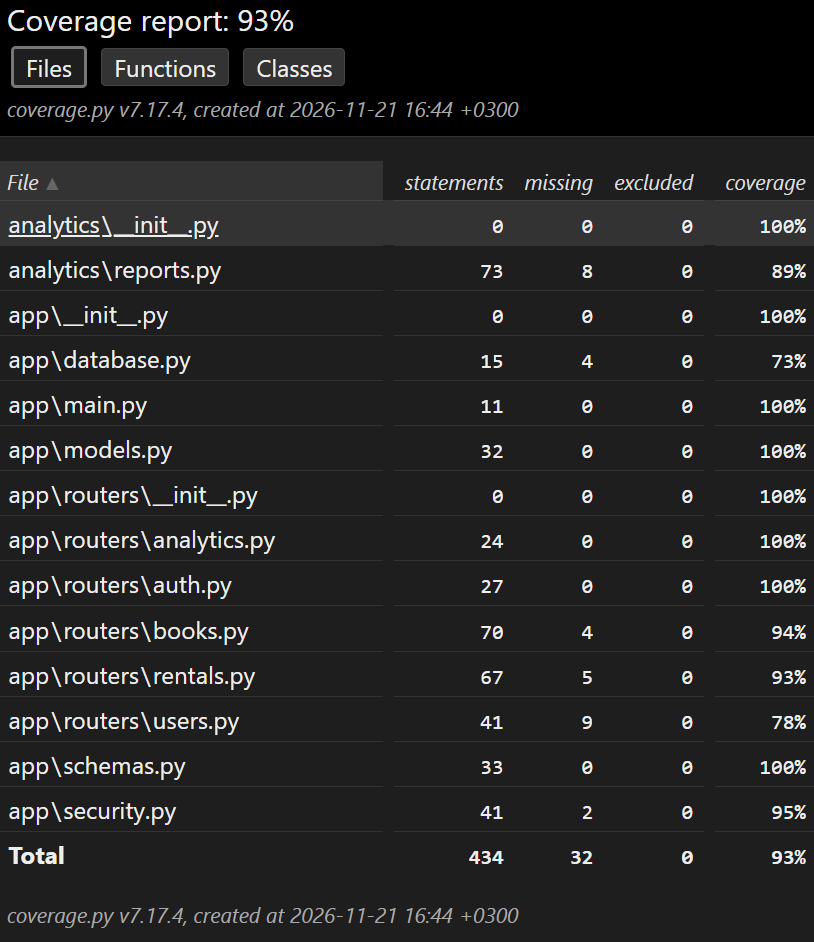 Coverage report: 93%
Files Functions Classes
coverage.py v7.17.4, created at 2026-11-21 16:44 +0300
File ▲ statements missing excluded coverage
analytics\__init__.py 0 0 0 100%
analytics\reports.py 73 8 0 89%
app\__init__.py 0 0 0 100%
app\database.py 15 4 0 73%
app\main.py 11 0 0 100%
app\models.py 32 0 0 100%
app\routers\__init__.py 0 0 0 100%
app\routers\analytics.py 24 0 0 100%
app\routers\auth.py 27 0 0 100%
app\routers\books.py 70 4 0 94%
app\routers\rentals.py 67 5 0 93%
app\routers\users.py 41 9 0 78%
app\schemas.py 33 0 0 100%
app\security.py 41 2 0 95%
Total 434 32 0 93%
coverage.py v7.17.4, created at 2026-11-21 16:44 +0300